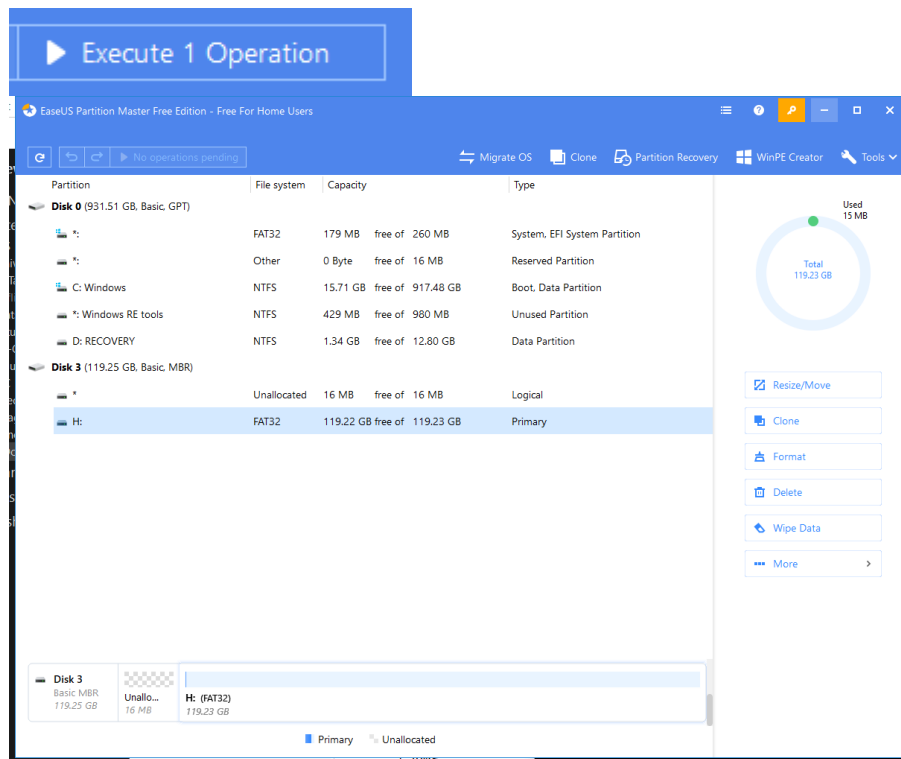 Execute 1 Operation
EaseUS Partition Master Free Edition - Free For Home Users
No operations pending
Migrate OS Clone Partition Recovery WinPE Creator Tools
Partition File system Capacity Type
Disk 0 (931.51 GB, Basic, GPT)
*: FAT32 179 MB free of 260 MB System, EFI System Partition
*: Other 0 Byte free of 16 MB Reserved Partition
C: Windows NTFS 15.71 GB free of 917.48 GB Boot, Data Partition
*: Windows RE tools NTFS 429 MB free of 980 MB Unused Partition
D: RECOVERY NTFS 1.34 GB free of 12.80 GB Data Partition
Disk 3 (119.25 GB, Basic, MBR)
* Unallocated 16 MB free of 16 MB Logical
H: FAT32 119.22 GB free of 119.23 GB Primary
Used
15 MB
Total
119.23 GB
Resize/Move
Clone
Format
Delete
Wipe Data
More
Disk 3
Basic MBR
119.25 GB
Unallo...
16 MB
H: (FAT32)
119.23 GB
Primary Unallocated